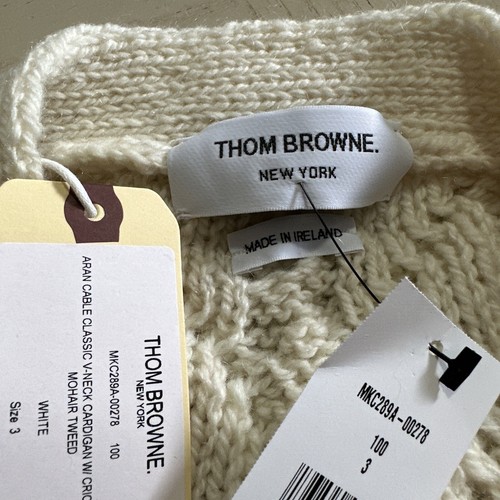 THOM BROWNE.
NEW YORK
MADE IN IRELAND
THOM BROWNE.
NEW YORK
MKC289A-00278 100
ARAN CABLE CLASSIC V-NECK CARDIGAN W/ CRIC
MOHAIR TWEED
WHITE
Size 3
MKC289A-00278
100
3